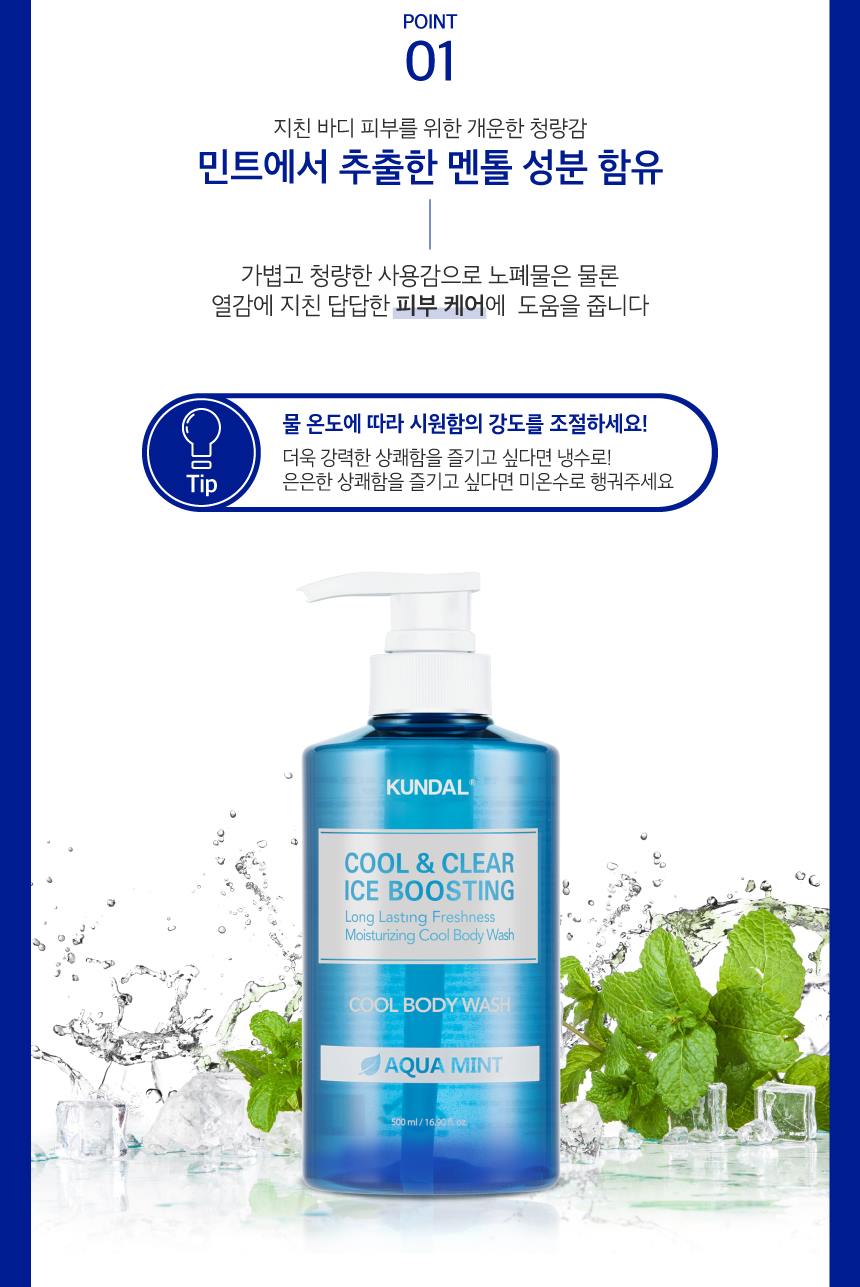 POINT
01
지친 바디 피부를 위한 개운한 청량감
민트에서 추출한 멘톨 성분 함유
가볍고 청량한 사용감으로 노폐물은 물론
열감에 지친 답답한 피부 케어에 도움을 줍니다
Tip
물 온도에 따라 시원함의 강도를 조절하세요!
더욱 강력한 상쾌함을 즐기고 싶다면 냉수로!
은은한 상쾌함을 즐기고 싶다면 미온수로 행궈주세요
KUNDAL®
COOL & CLEAR
ICE BOOSTING
Long Lasting Freshness
Moisturizing Cool Body Wash
COOL BODY WASH
AQUA MINT
500 ml / 16.90 fl. oz.